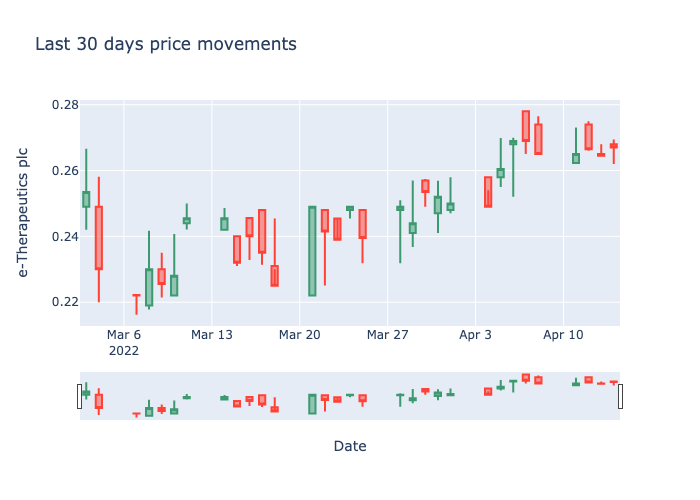 Last 30 days price movements
e-Therapeutics plc
0.28
0.26
0.24
0.22
Mar 6
2022
Mar 13
Mar 20
Mar 27
Apr 3
Apr 10
Date